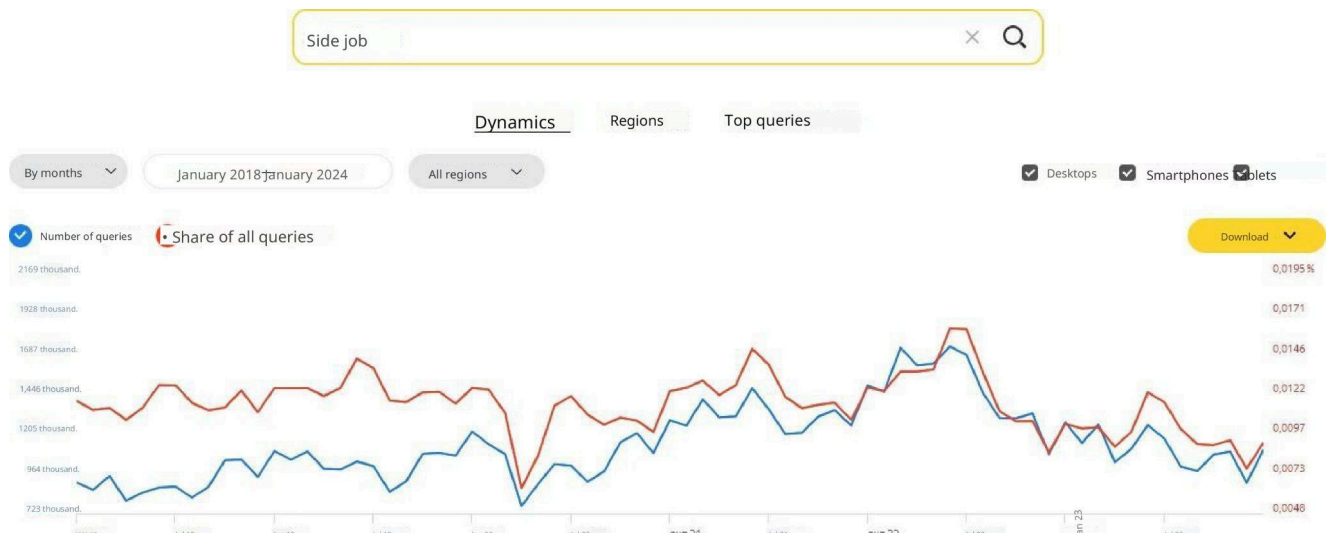 Side job
Dynamics Regions Top queries
By months January 2018-January 2024 All regions Desktops Smartphones Tablets
Number of queries • Share of all queries Download
2169 thousand. 0,0195 %
1928 thousand. 0,0171
1687 thousand. 0,0146
1,446 thousand. 0,0122
1205 thousand. 0,0097
964 thousand. 0,0073
723 thousand. 0,0048